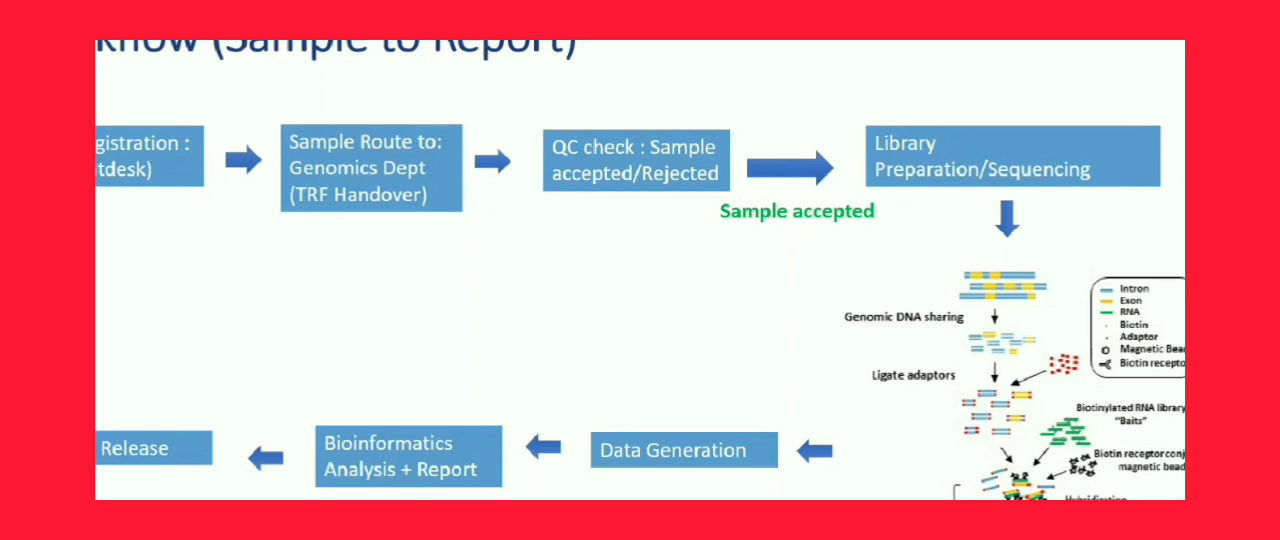 Know (Sample to Report)
gistration :
tdesk)
Sample Route to:
Genomics Dept
(TRF Handover)
QC check : Sample
accepted/Rejected
Sample accepted
Library
Preparation/Sequencing
Intron
Exon
RNA
Biotin
Adaptor
Magnetic Bea
Biotin recepto
Genomic DNA sharing
Ligate adaptors
Biotinylated RNA library
"Baits"
Biotin receptor conj
magnetic bead
Hybridization
Data Generation
Bioinformatics
Analysis + Report
Release